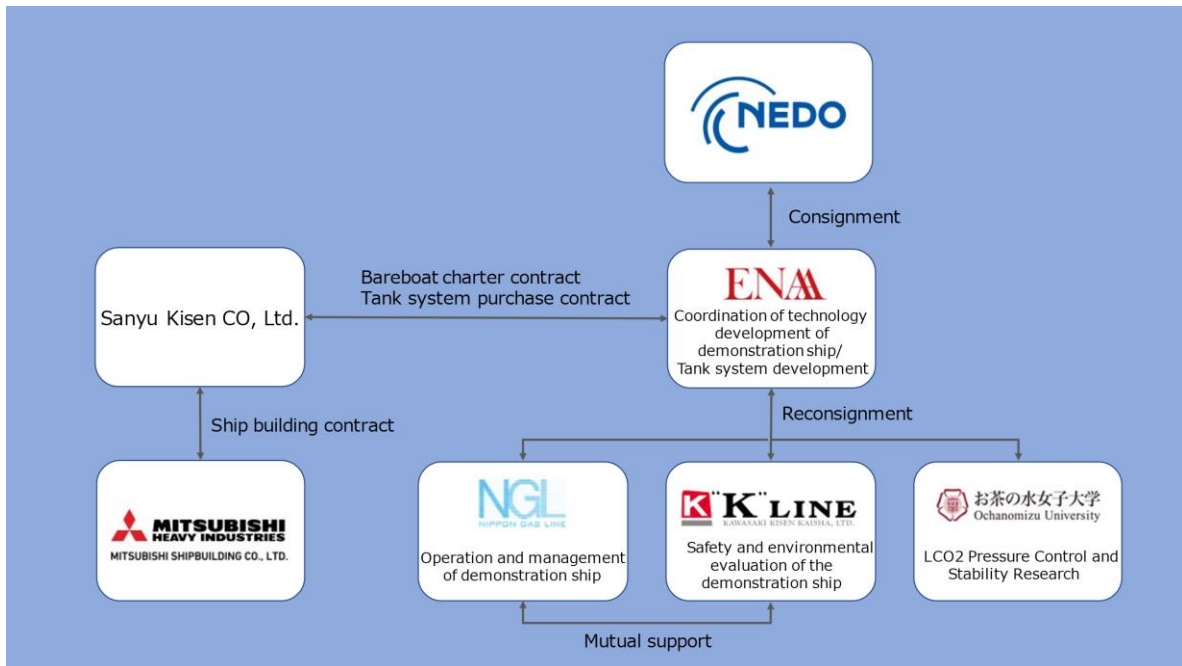 NEDO
Consignment
ENAA
Coordination of technology
development of
demonstration ship/
Tank system development
Bareboat charter contract
Tank system purchase contract
Sanyu Kisen CO, Ltd.
Ship building contract
Reconsignment
MITSUBISHI
HEAVY INDUSTRIES
MITSUBISHI SHIPBUILDING CO., LTD.
NGL
NIPPON GAS LINE
Operation and management
of demonstration ship
K "K" LINE
KAWASAKI KISEN KAISHA, LTD.
Safety and environmental
evaluation of the
demonstration ship
お茶の水女子大学
Ochanomizu University
LCO2 Pressure Control and
Stability Research
Mutual support